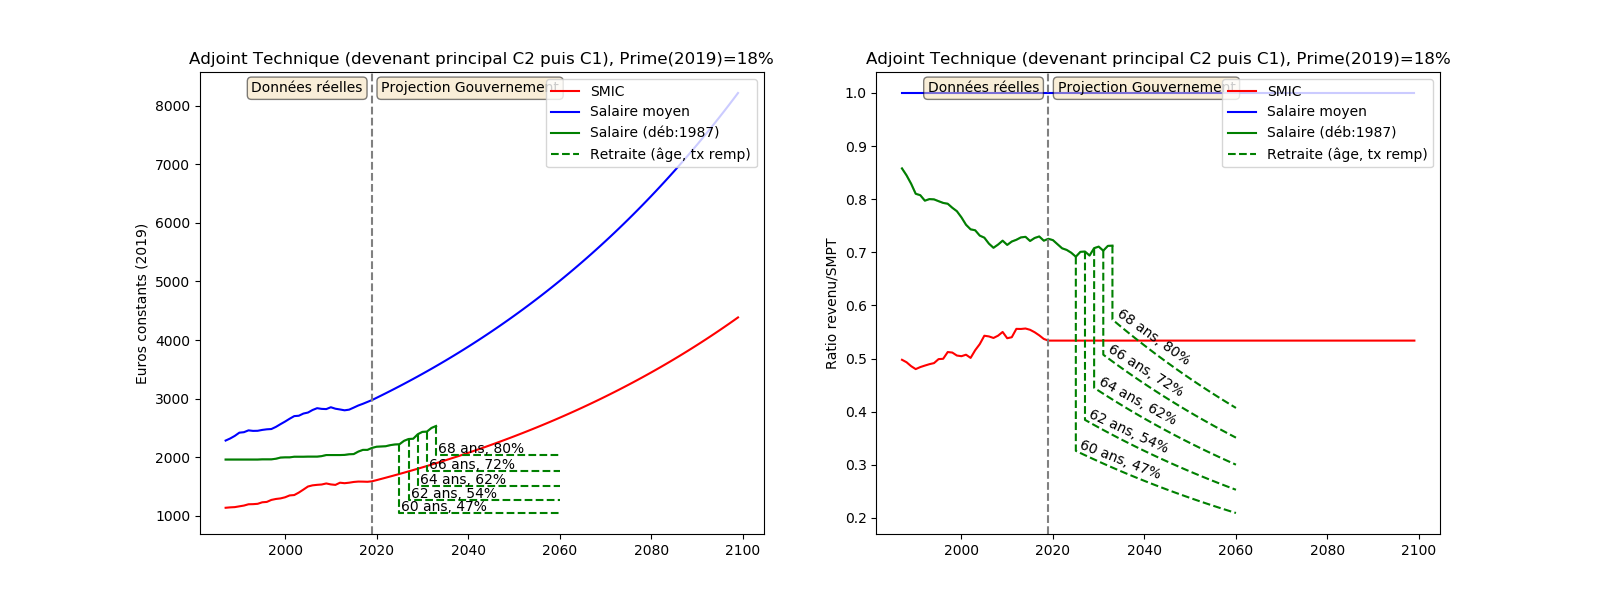 Adjoint Technique (devenant principal C2 puis C1), Prime(2019)=18%
Données réelles
Projection Gouvernement
SMIC
Salaire moyen
Salaire (déb:1987)
Retraite (âge, tx remp)
Euros constants (2019)
8000
7000
6000
5000
4000
3000
2000
1000
68 ans, 80%
66 ans, 72%
64 ans, 62%
62 ans, 54%
60 ans, 47%
2000 2020 2040 2060 2080 2100
Adjoint Technique (devenant principal C2 puis C1), Prime(2019)=18%
Données réelles
Projection Gouvernement
SMIC
Salaire moyen
Salaire (déb:1987)
Retraite (âge, tx remp)
Ratio revenu/SMPT
1.0
0.9
0.8
0.7
0.6
0.5
0.4
0.3
0.2
68 ans, 80%
66 ans, 72%
64 ans, 62%
62 ans, 54%
60 ans, 47%
2000 2020 2040 2060 2080 2100